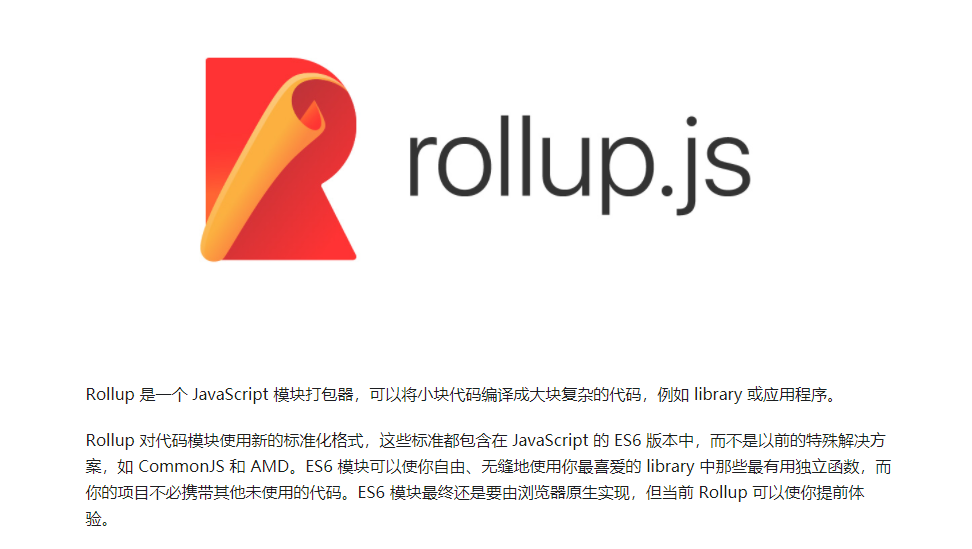 rollup.js
Rollup 是一个 JavaScript 模块打包器，可以将小块代码编译成大块复杂的代码，例如 library 或应用程序。
Rollup 对代码模块使用新的标准化格式，这些标准都包含在 JavaScript 的 ES6 版本中，而不是以前的特殊解决方
案，如 CommonJS 和 AMD。ES6 模块可以使你自由、无缝地使用你最喜爱的 library 中那些最有用独立函数，而
你的项目不必携带其他未使用的代码。ES6 模块最终还是要由浏览器原生实现，但当前 Rollup 可以使你提前体
验。